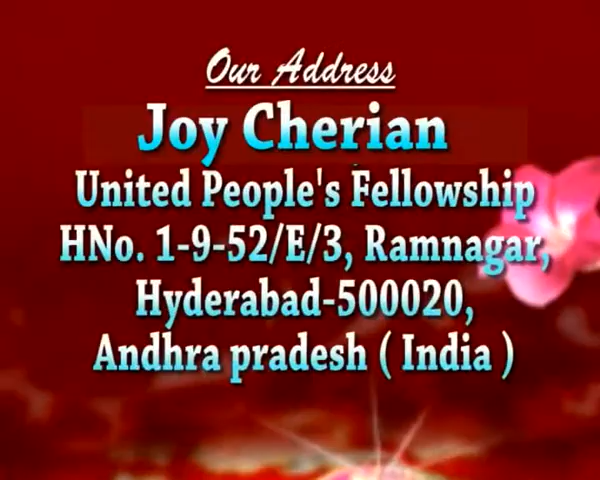 Our Address
Joy Cherian
United People's Fellowship
HNo. 1-9-52/E/3, Ramnagar,
Hyderabad-500020,
Andhra pradesh ( India )